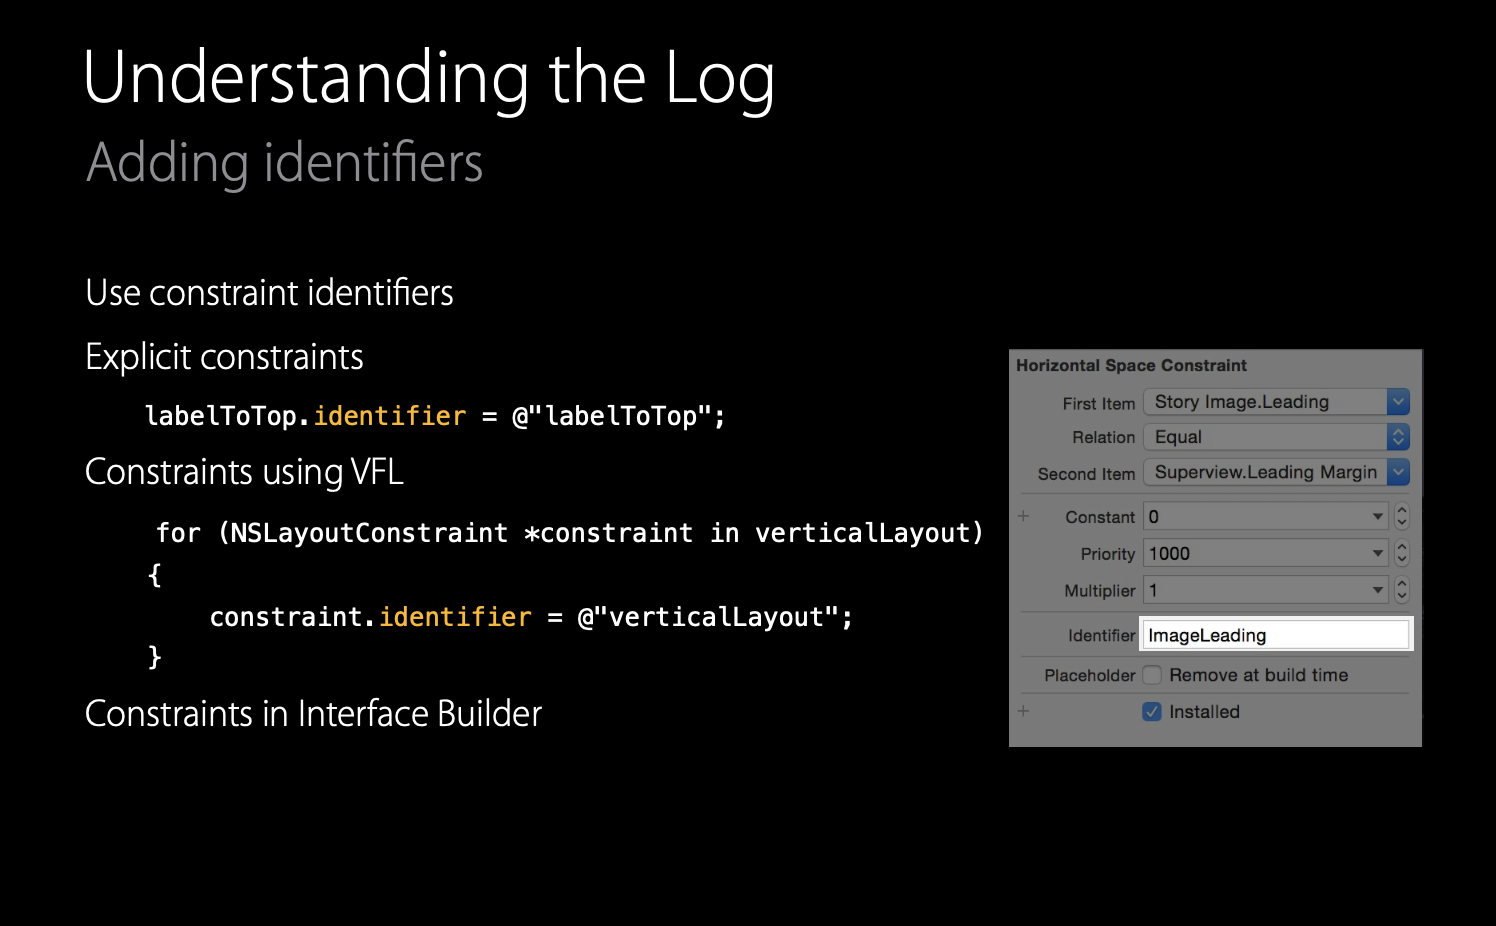 Understanding the Log
Adding identifiers
Use constraint identifiers
Explicit constraints
labelToTop.identifier = @"labelToTop";
Constraints using VFL
for (NSLayoutConstraint *constraint in verticalLayout)
{
constraint.identifier = @"verticalLayout";
}
Constraints in Interface Builder
Horizontal Space Constraint
First Item Story Image.Leading
Relation Equal
Second Item Superview.Leading Margin
+ Constant 0
Priority 1000
Multiplier 1
Identifier ImageLeading
Placeholder Remove at build time
+ Installed